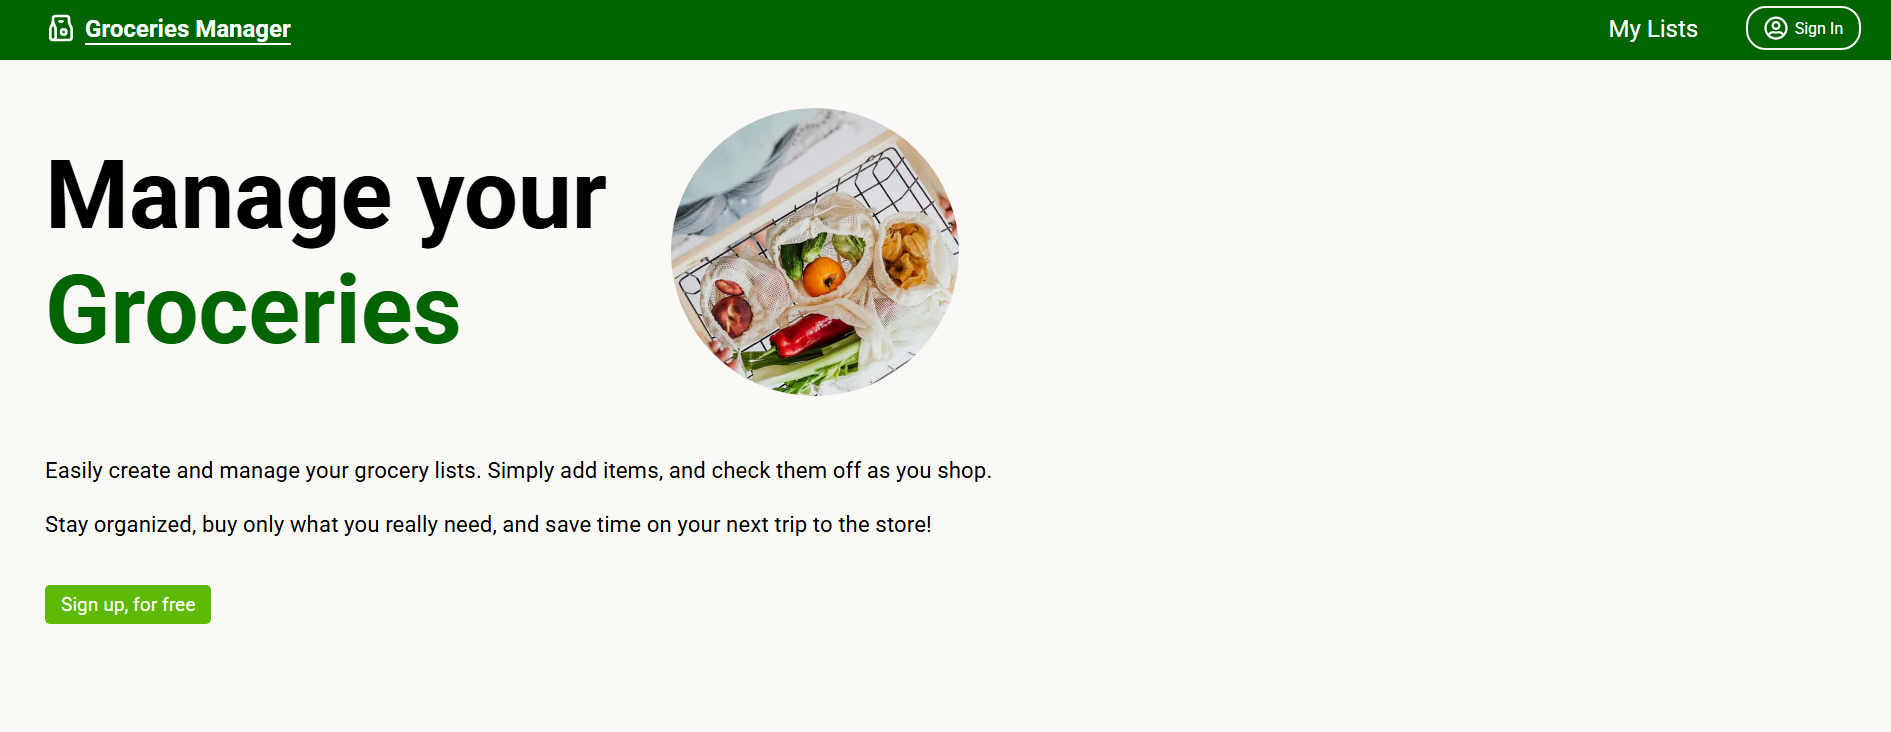 Groceries Manager
My Lists
Sign In
Manage your
Groceries
Easily create and manage your grocery lists. Simply add items, and check them off as you shop.
Stay organized, buy only what you really need, and save time on your next trip to the store!
Sign up, for free